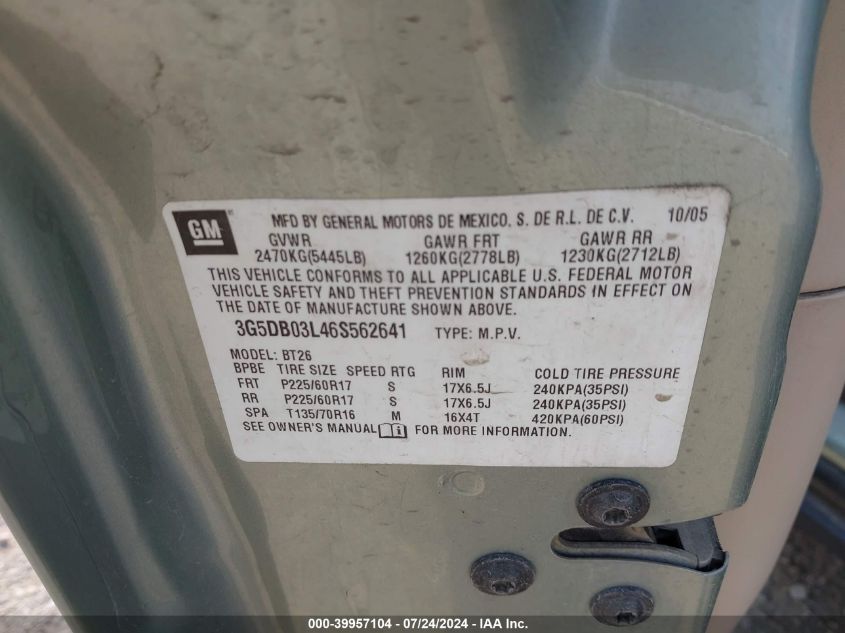 GM MFD BY GENERAL MOTORS DE MEXICO, S. DE R.L. DE C.V. 10/05
GVWR GAWR FRT GAWR RR
2470KG(5445LB) 1260KG(2778LB) 1230KG(2712LB)
THIS VEHICLE CONFORMS TO ALL APPLICABLE U.S. FEDERAL MOTOR
VEHICLE SAFETY AND THEFT PREVENTION STANDARDS IN EFFECT ON
THE DATE OF MANUFACTURE SHOWN ABOVE.
3G5DB03L46S562641 TYPE: M.P.V.
MODEL: BT26
BPBE TIRE SIZE SPEED RTG RIM COLD TIRE PRESSURE
FRT P225/60R17 S 17X6.5J 240KPA(35PSI)
RR P225/60R17 S 17X6.5J 240KPA(35PSI)
SPA T135/70R16 M 16X4T 420KPA(60PSI)
SEE OWNER'S MANUAL i FOR MORE INFORMATION.
000-39957104 / 07/24/2024 - IAA Inc.